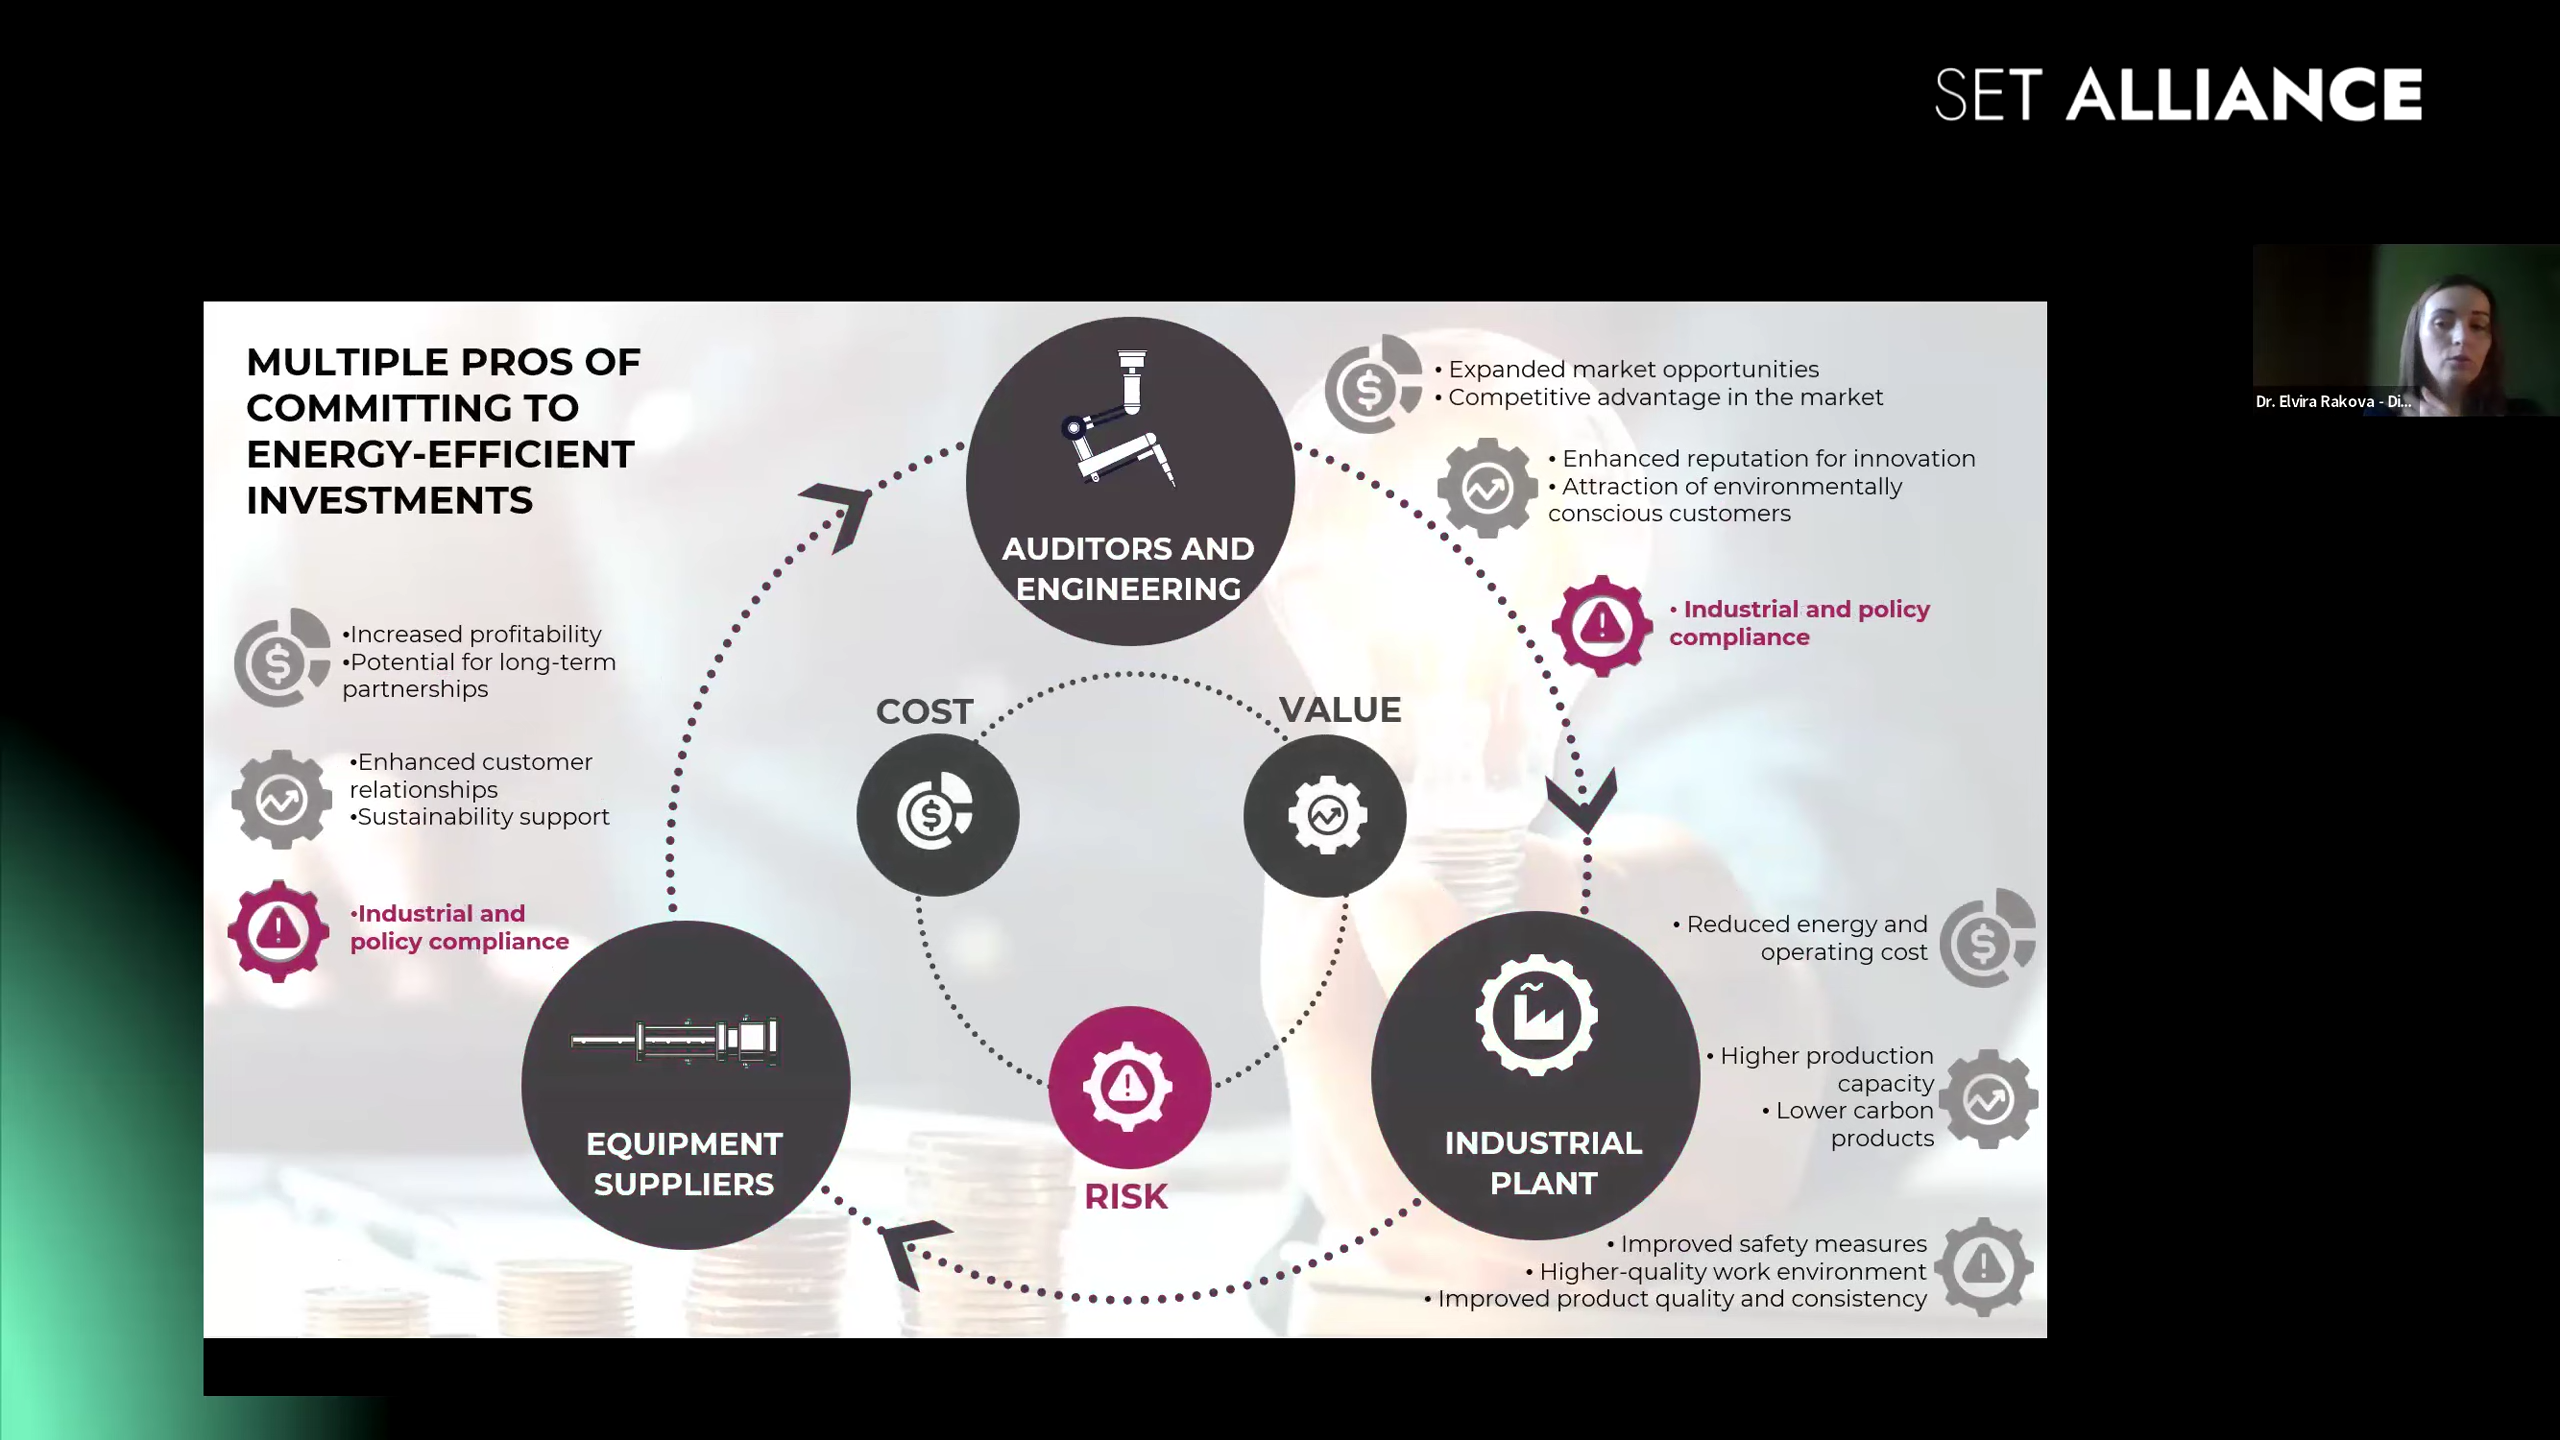 SET ALLIANCE
MULTIPLE PROS OF
COMMITTING TO
ENERGY-EFFICIENT
INVESTMENTS
AUDITORS AND
ENGINEERING
• Expanded market opportunities
• Competitive advantage in the market
• Enhanced reputation for innovation
• Attraction of environmentally
conscious customers
• Industrial and policy
compliance
•Increased profitability
•Potential for long-term
partnerships
•Enhanced customer
relationships
•Sustainability support
•Industrial and
policy compliance
COST
VALUE
RISK
EQUIPMENT
SUPPLIERS
INDUSTRIAL
PLANT
• Reduced energy and
operating cost
• Higher production
capacity
• Lower carbon
products
• Improved safety measures
• Higher-quality work environment
• Improved product quality and consistency
Dr. Elvira Rakova - Di...